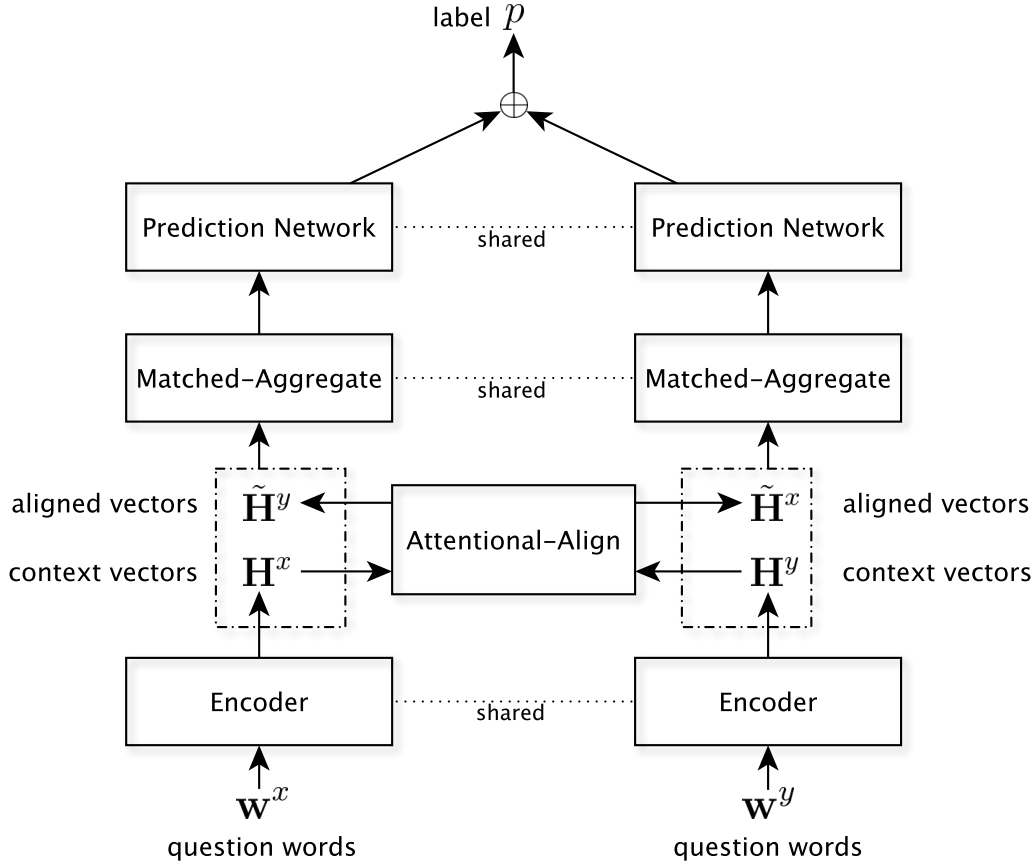 label p
Prediction Network
shared
Prediction Network
Matched-Aggregate
shared
Matched-Aggregate
aligned vectors H̃^y
H̃^x aligned vectors
Attentional-Align
context vectors H^x
H^y context vectors
Encoder
shared
Encoder
w^x
w^y
question words
question words